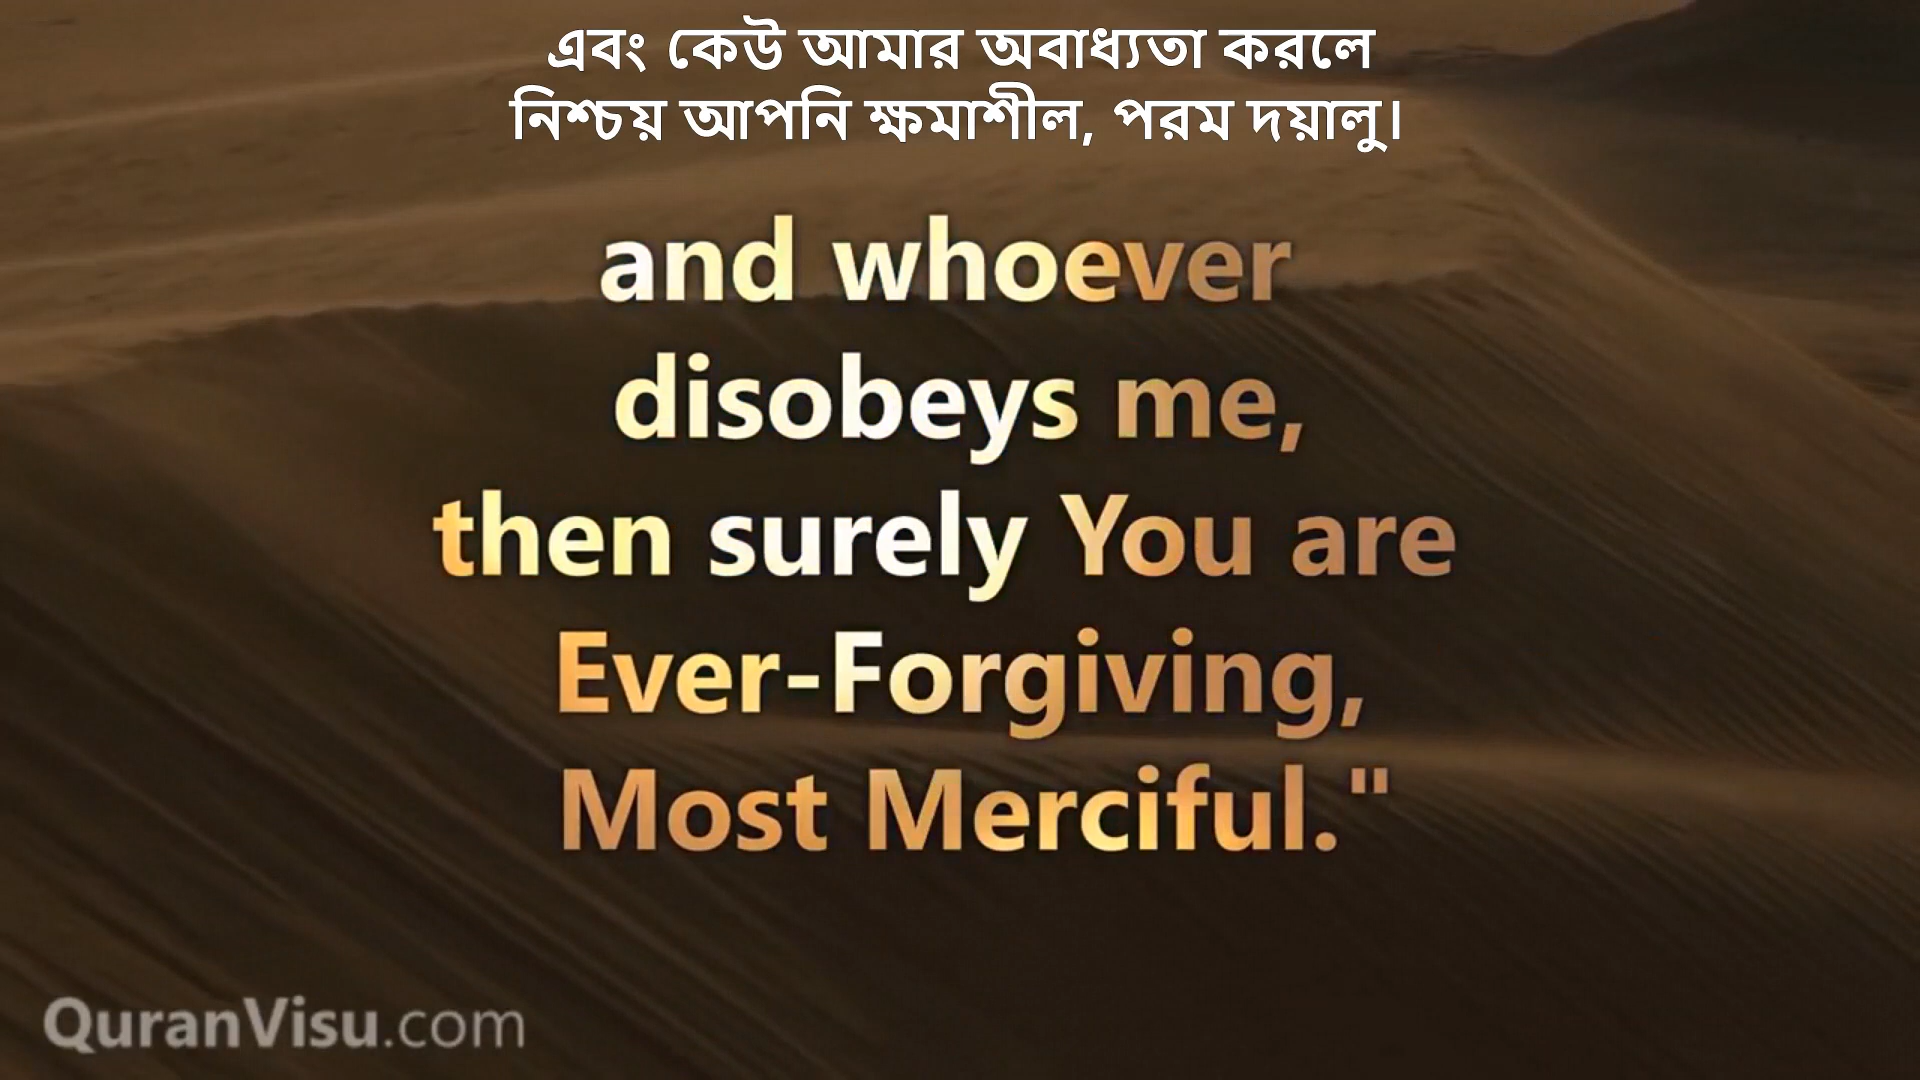 এবং কেউ আমার অবাধ্যতা করলে
নিশ্চয় আপনি ক্ষমাশীল, পরম দয়ালু।
and whoever
disobeys me,
then surely You are
Ever-Forgiving,
Most Merciful."
QuranVisu.com